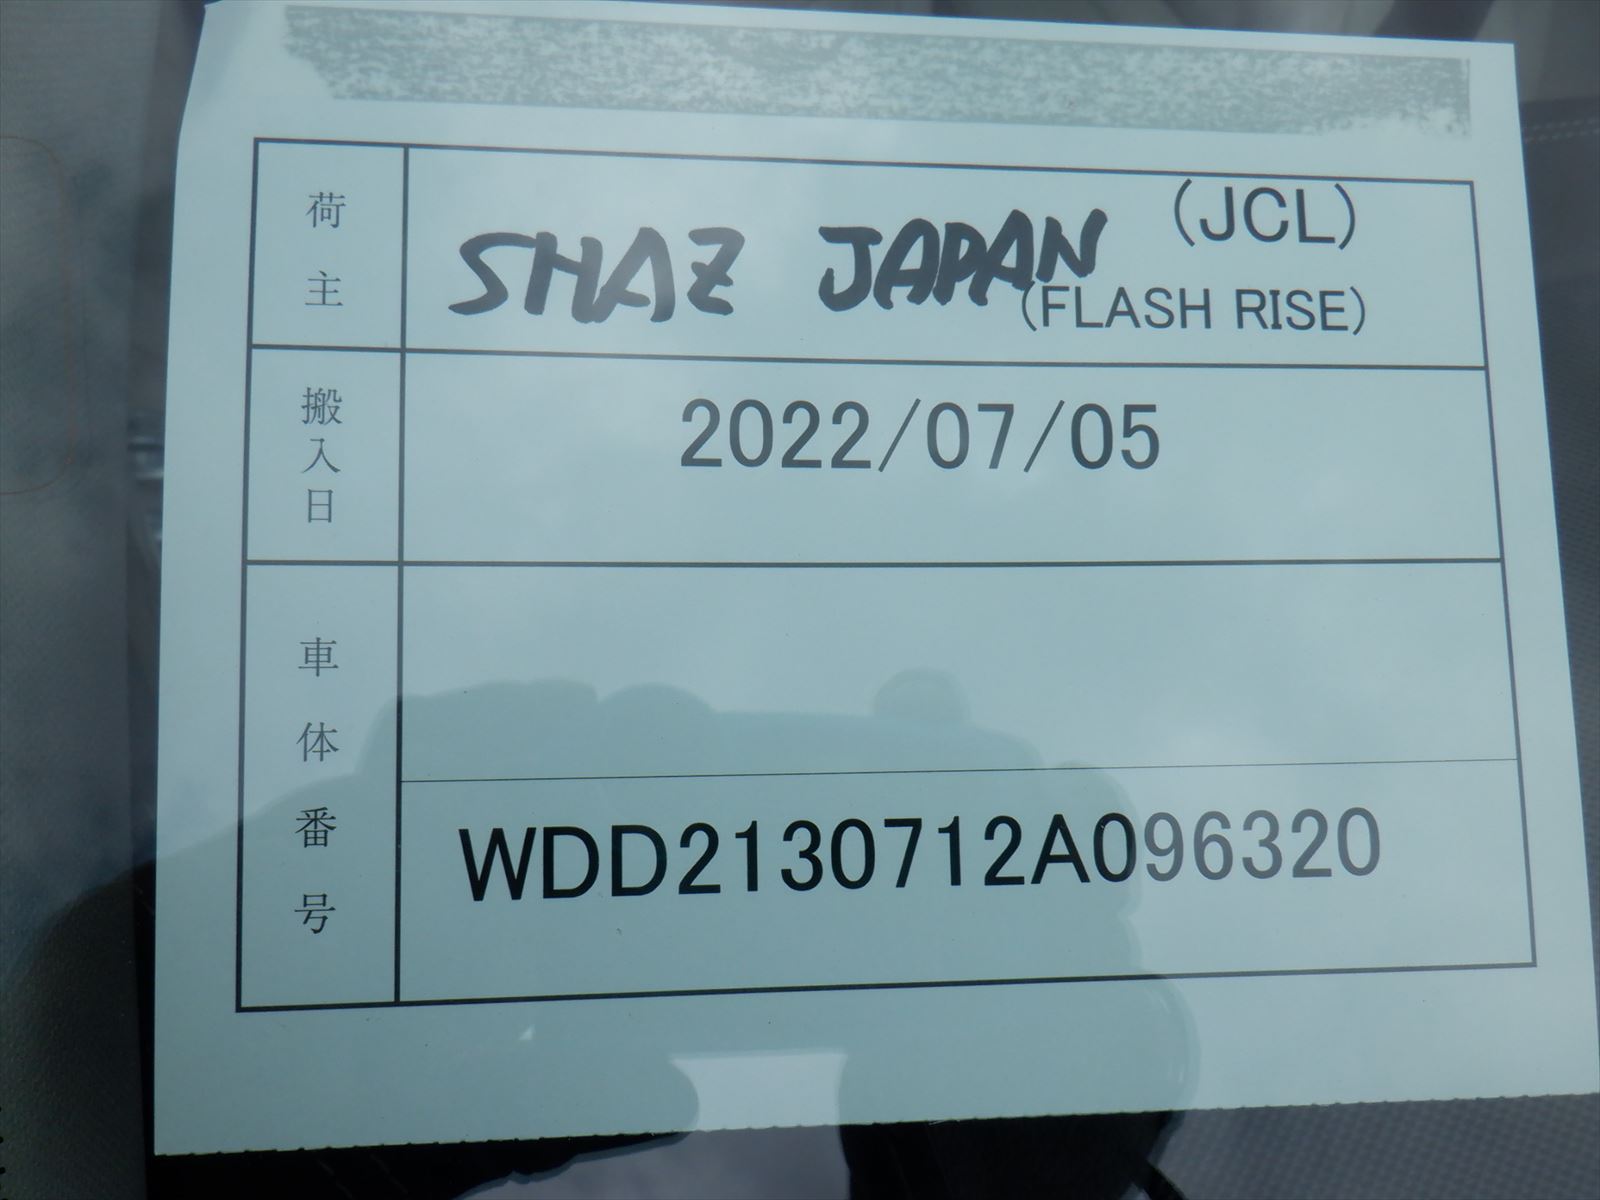 荷主
SHAZ JAPAN (JCL)
(FLASH RISE)
搬入日
2022/07/05
車体番号
WDD2130712A096320